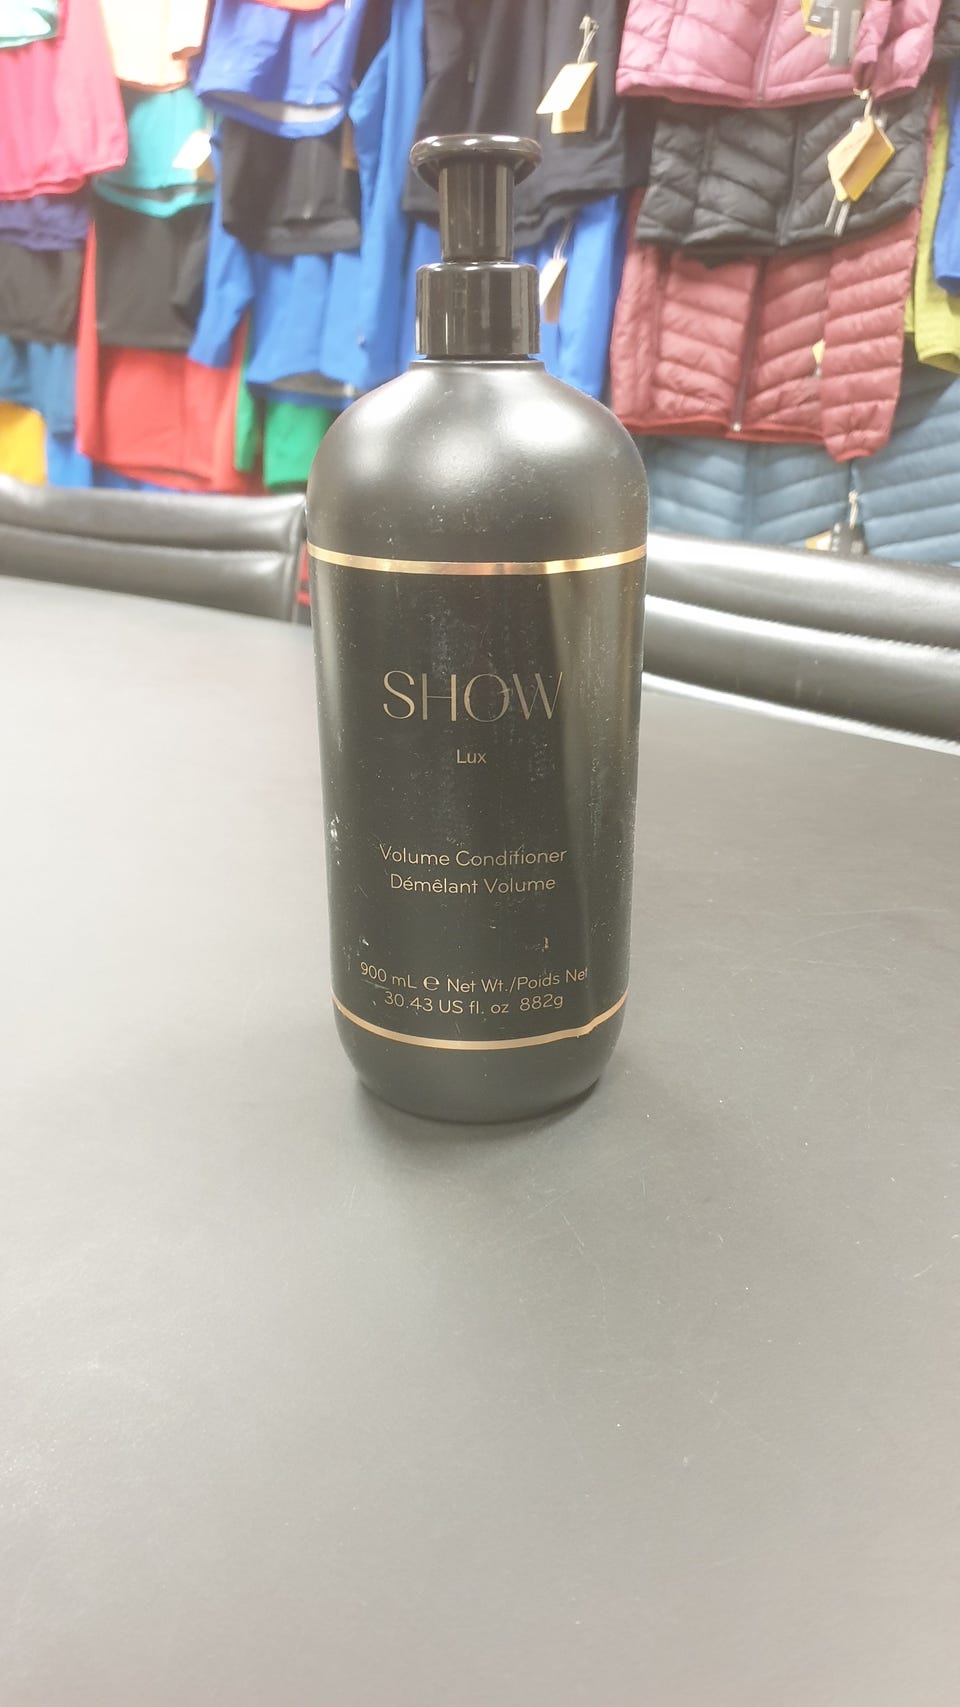 SHOW
Lux
Volume Conditioner
Démêlant Volume
900 mL ℮ Net Wt./Poids Net
30.43 US fl. oz 882g